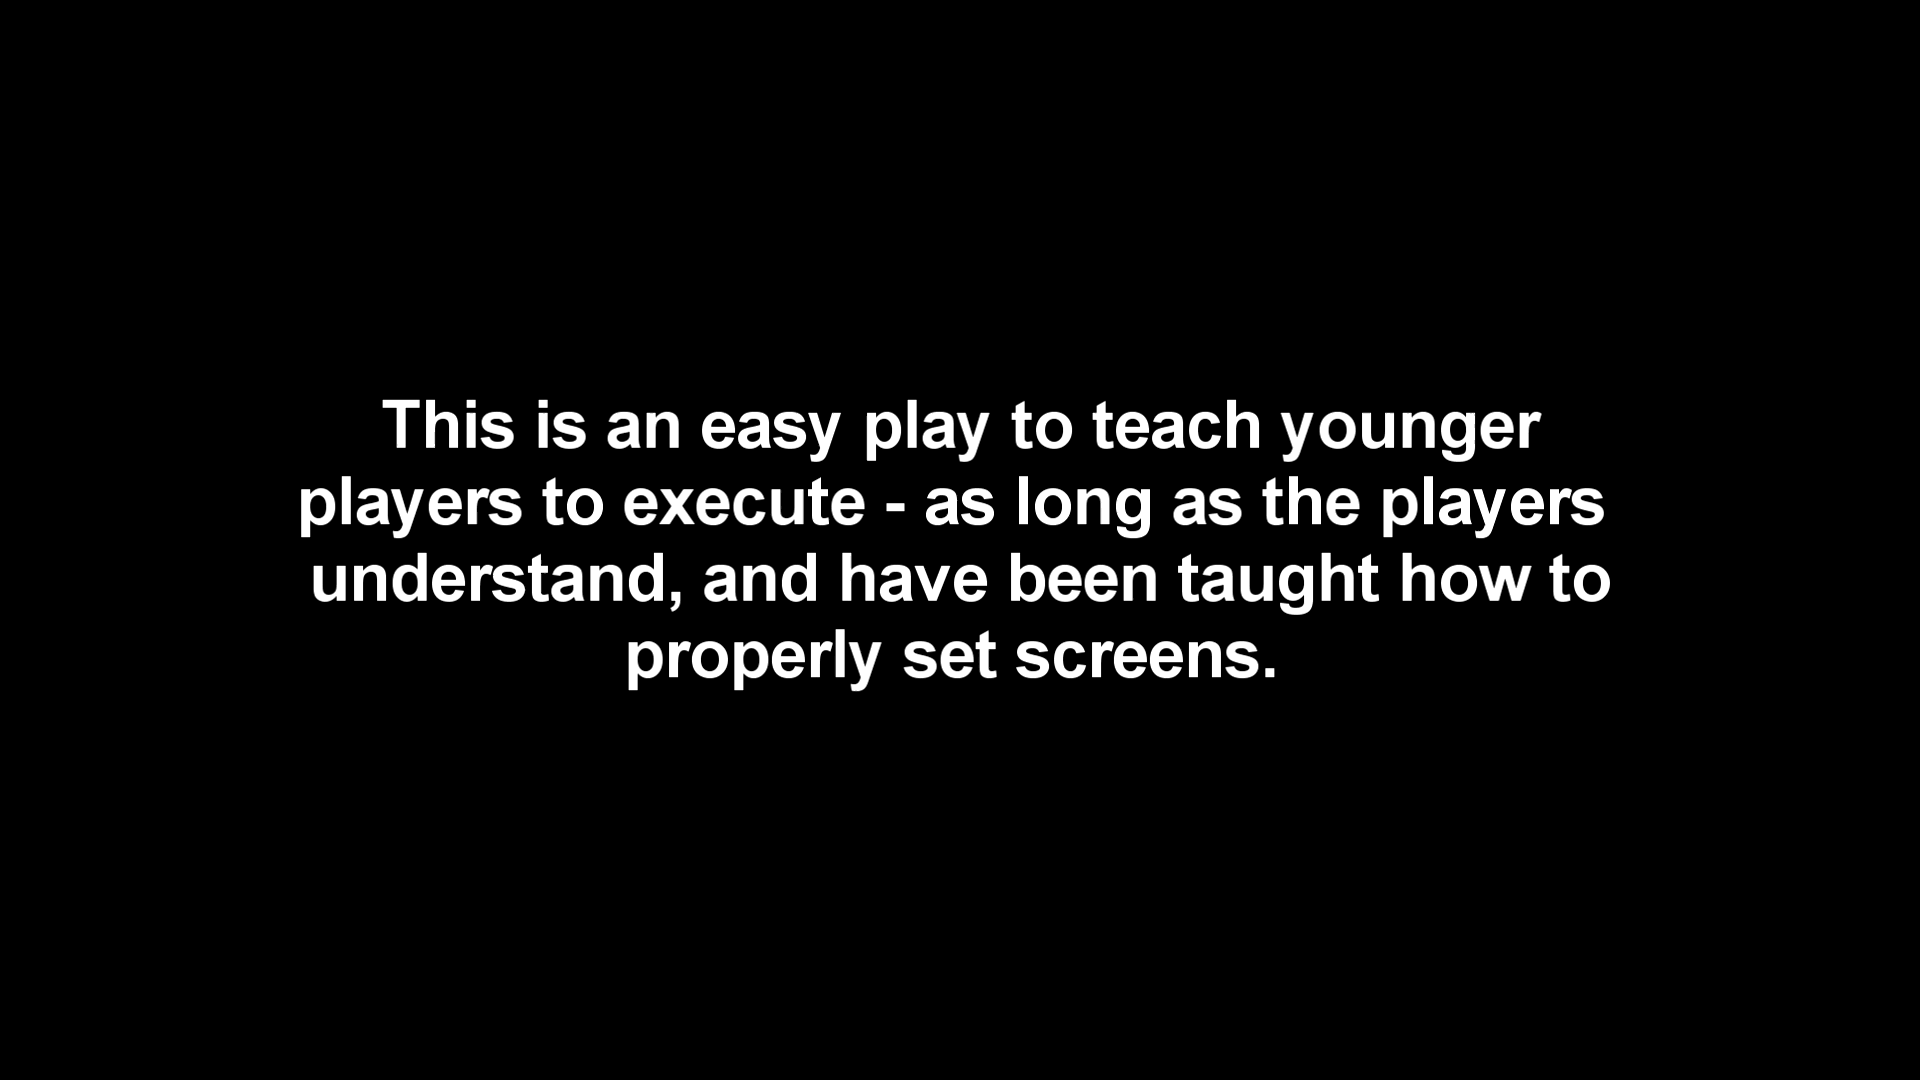 This is an easy play to teach younger
players to execute - as long as the players
understand, and have been taught how to
properly set screens.